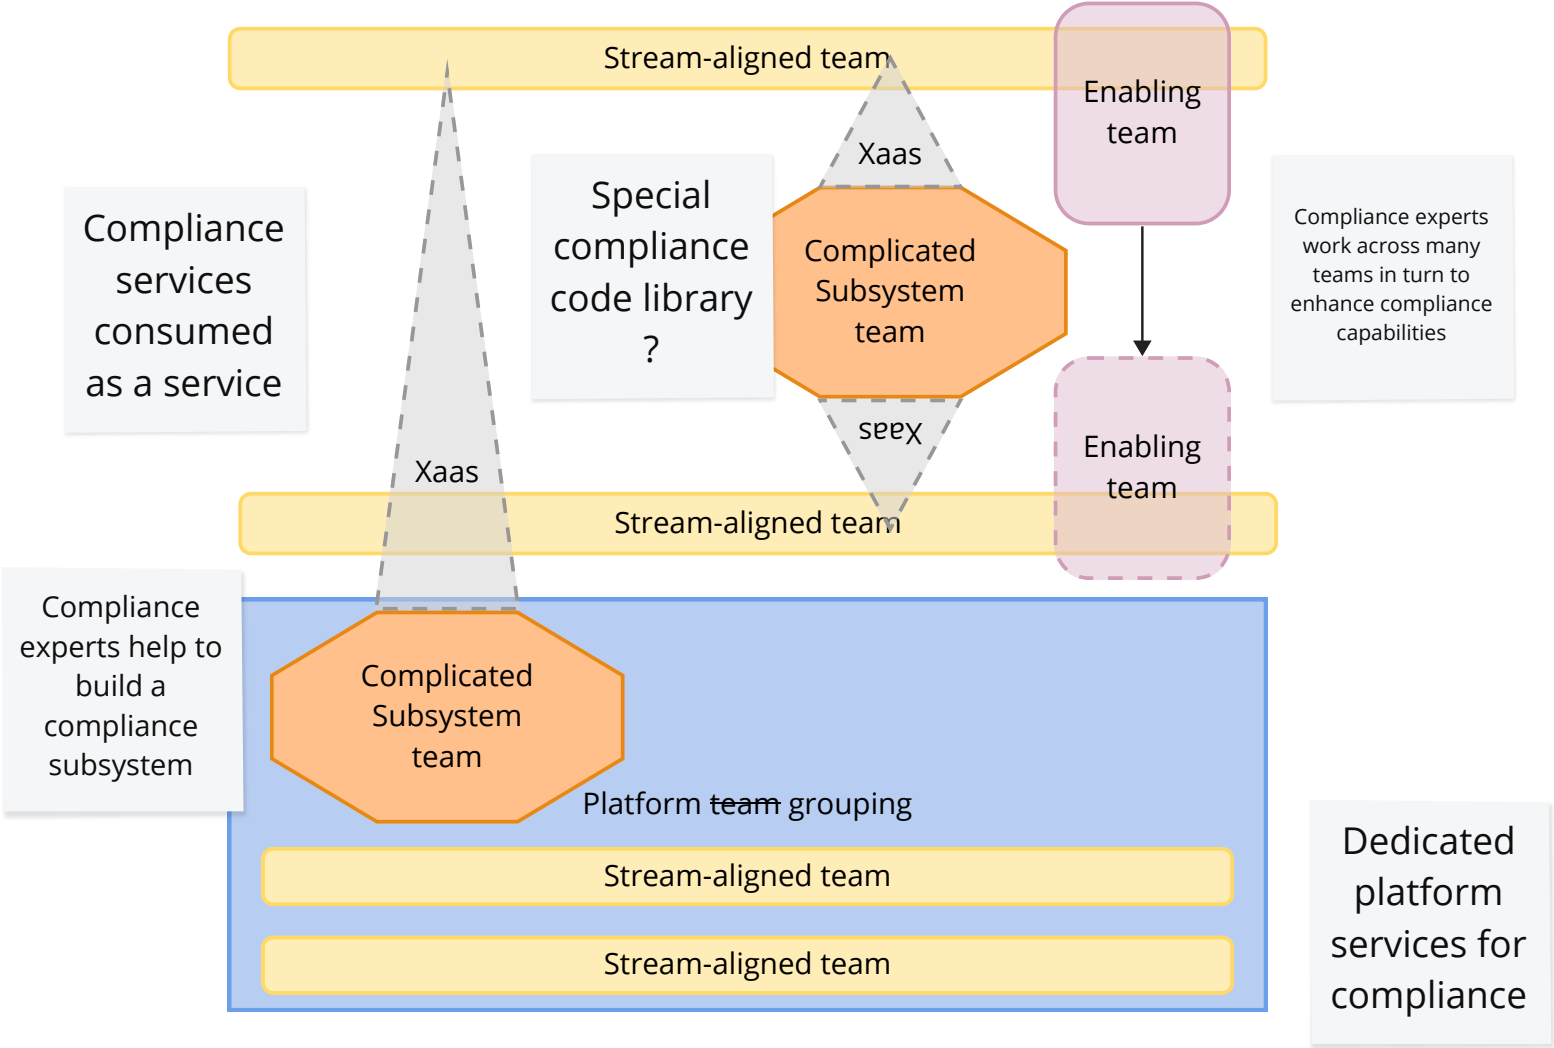 Stream-aligned team
Enabling
team
Xaas
Special
compliance
code library
?
Compliance
services
consumed
as a service
Complicated
Subsystem
team
Compliance experts
work across many
teams in turn to
enhance compliance
capabilities
Xaas
Xaas
Enabling
team
Stream-aligned team
Compliance
experts help to
build a
compliance
subsystem
Complicated
Subsystem
team
Platform team grouping
Stream-aligned team
Stream-aligned team
Dedicated
platform
services for
compliance